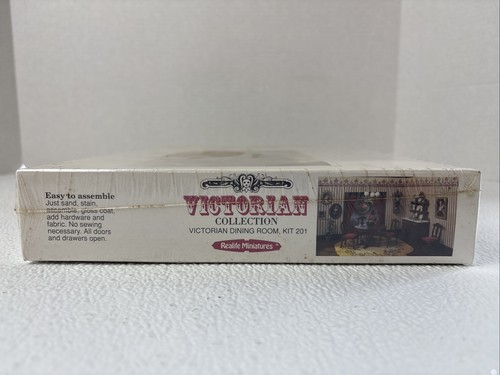 Easy to assemble
Just sand, stain,
assemble, gloss coat,
add hardware and
fabric. No sewing
necessary. All doors
and drawers open.
VICTORIAN
COLLECTION
VICTORIAN DINING ROOM, KIT 201
Realife Miniatures